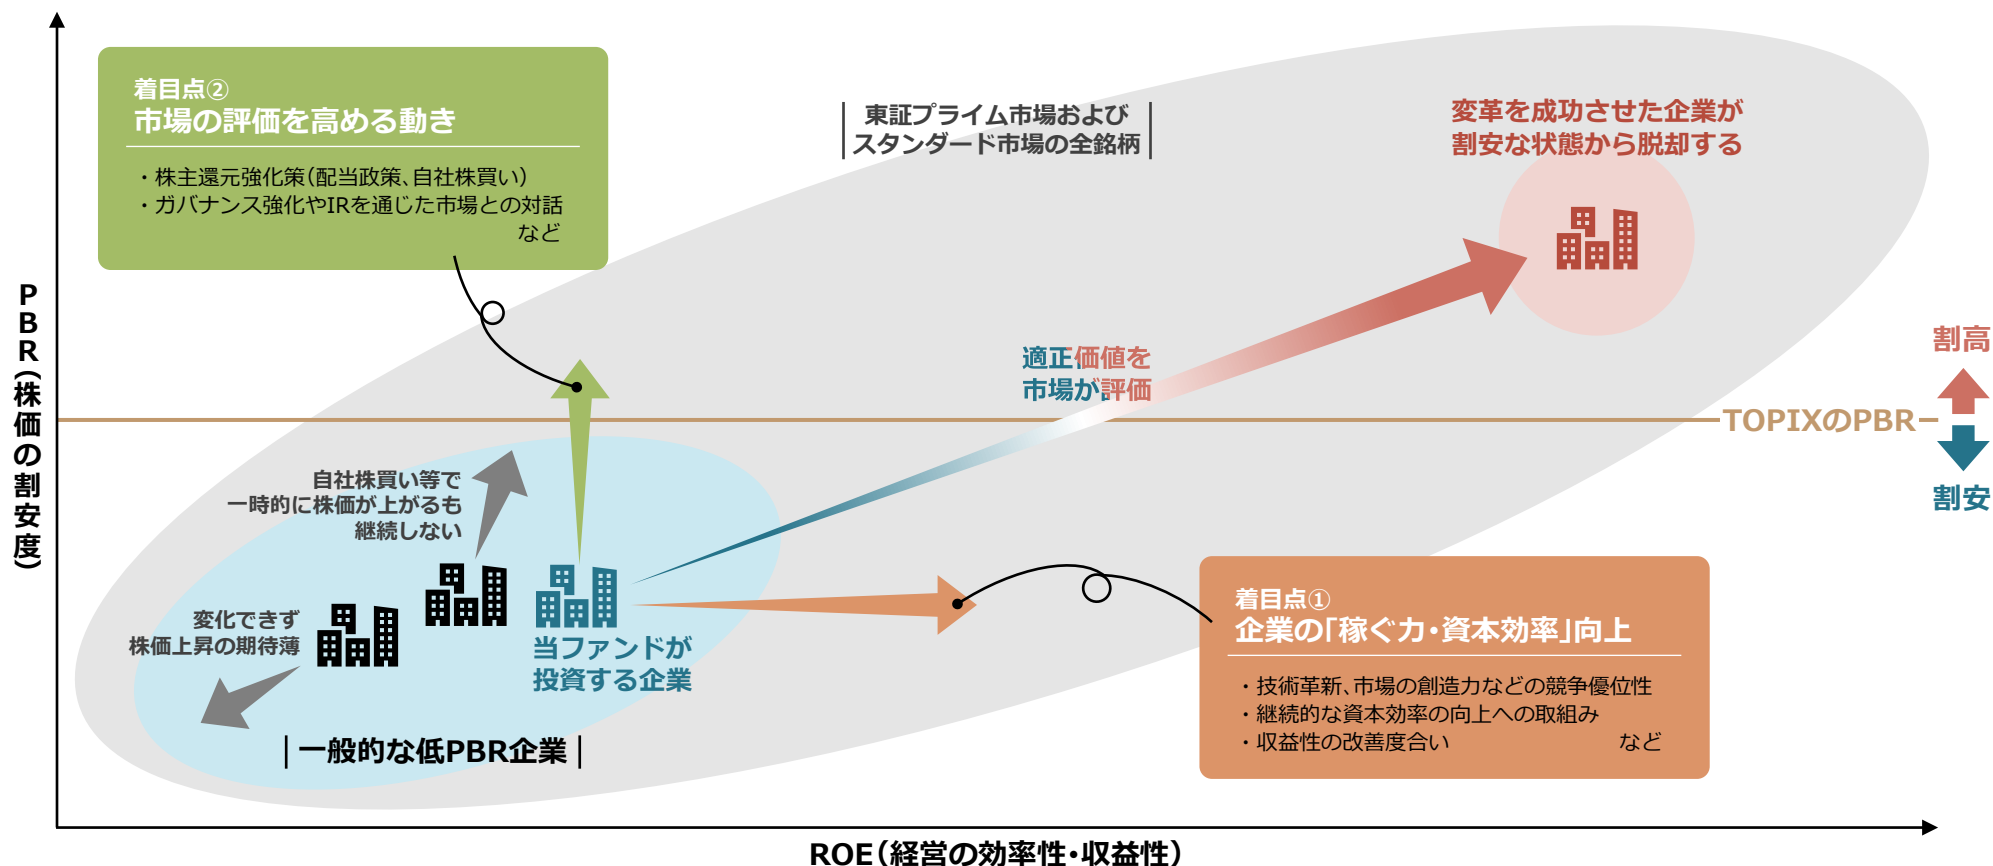 着目点②
市場の評価を高める動き
・株主還元強化策(配当政策、自社株買い)
・ガバナンス強化やIRを通じた市場との対話
など
東証プライム市場および
スタンダード市場の全銘柄
変革を成功させた企業が
割安な状態から脱却する
PBR(株価の割安度)
適正価値を
市場が評価
割高
TOPIXのPBR
割安
自社株買い等で
一時的に株価が上がるも
継続しない
変化できず
株価上昇の期待薄
当ファンドが
投資する企業
一般的な低PBR企業
着目点①
企業の「稼ぐ力・資本効率」向上
・技術革新、市場の創造力などの競争優位性
・継続的な資本効率の向上への取組み
・収益性の改善度合い など
ROE(経営の効率性・収益性)